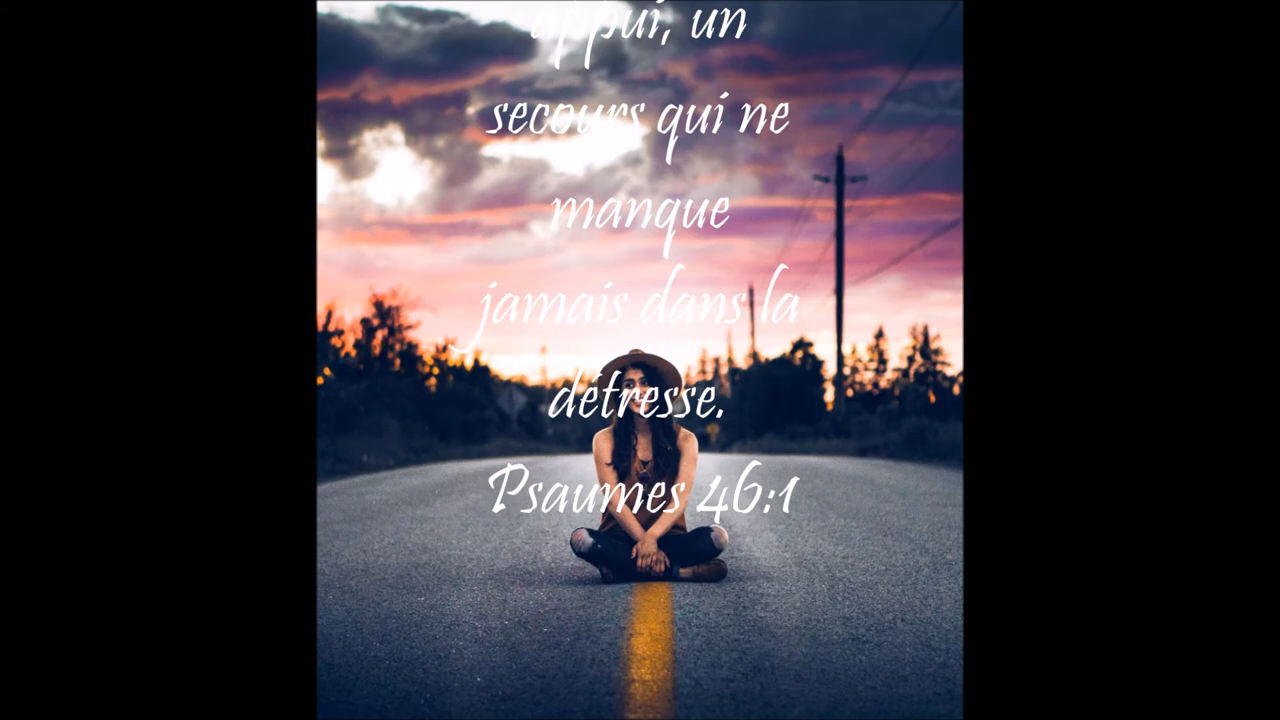 appui, un
secours qui ne
manque
jamais dans la
détresse.
Psaumes 46:1